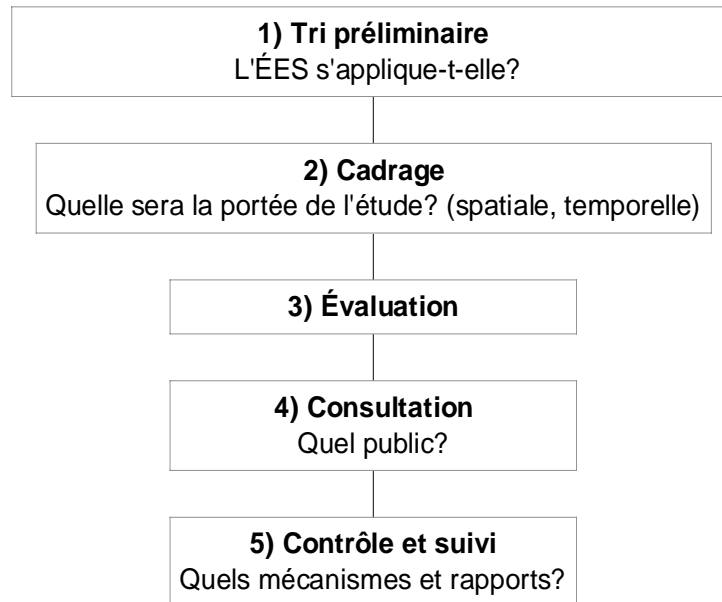 1) Tri préliminaire
L'ÉES s'applique-t-elle?
2) Cadrage
Quelle sera la portée de l'étude? (spatiale, temporelle)
3) Évaluation
4) Consultation
Quel public?
5) Contrôle et suivi
Quels mécanismes et rapports?